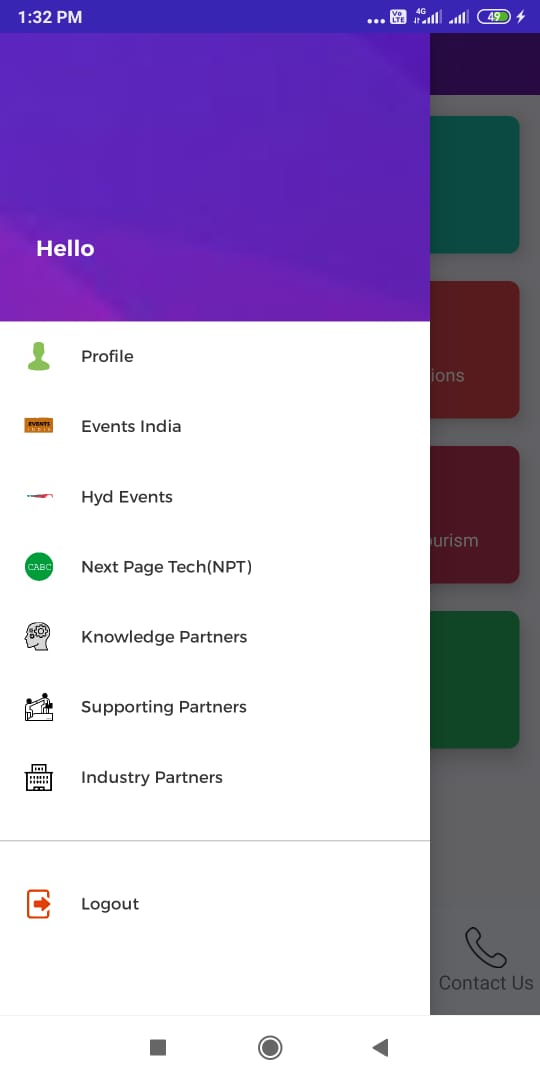 1:32 PM
Vo
LTE
4G
49
Hello
Profile
EVENTS
INDIA
Events India
ions
Hyd Events
urism
CABC
Next Page Tech(NPT)
Knowledge Partners
Supporting Partners
Industry Partners
Logout
Contact Us